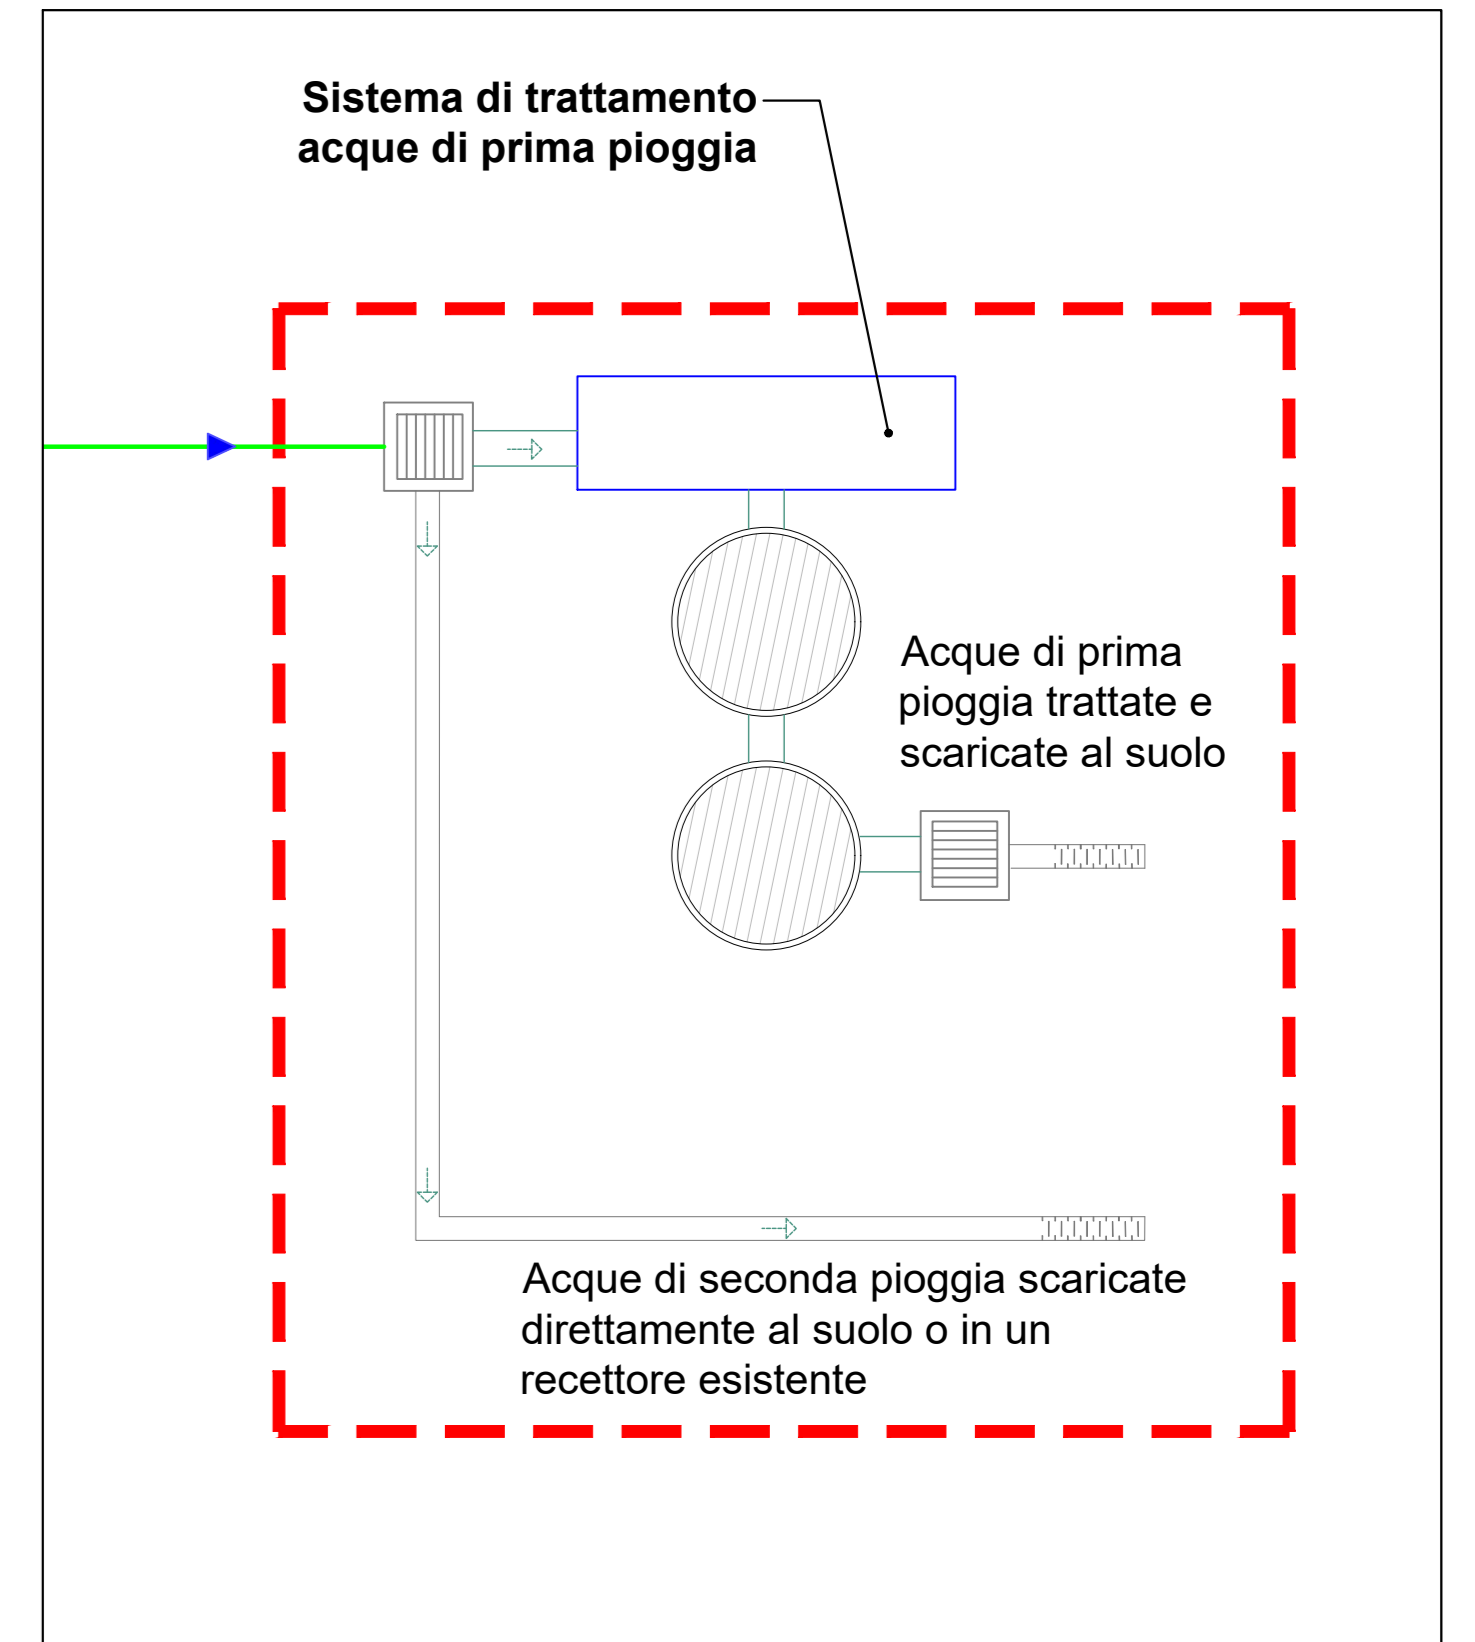 Sistema di trattamento
acque di prima pioggia
Acque di prima
pioggia trattate e
scaricate al suolo
Acque di seconda pioggia scaricate
direttamente al suolo o in un
recettore esistente